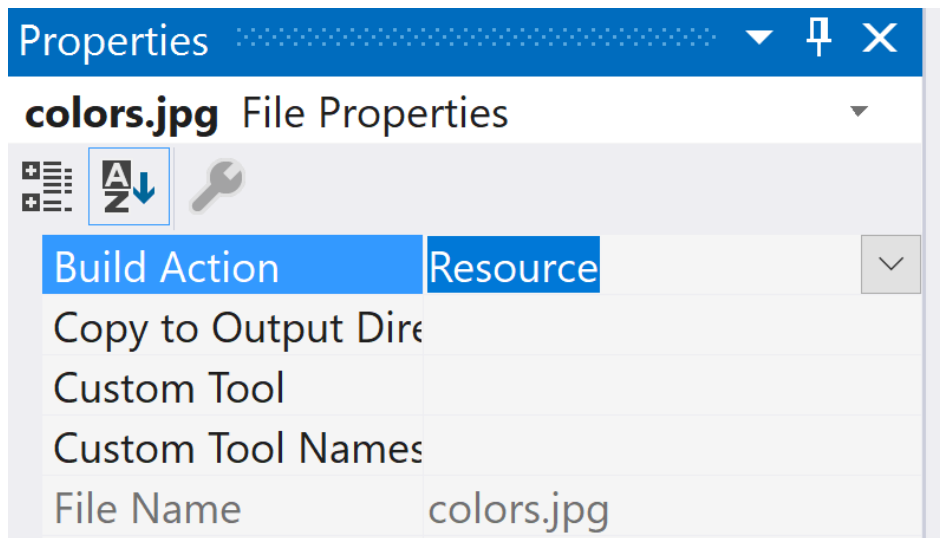 Properties
colors.jpg File Properties
Build Action Resource
Copy to Output Dire
Custom Tool
Custom Tool Names
File Name colors.jpg